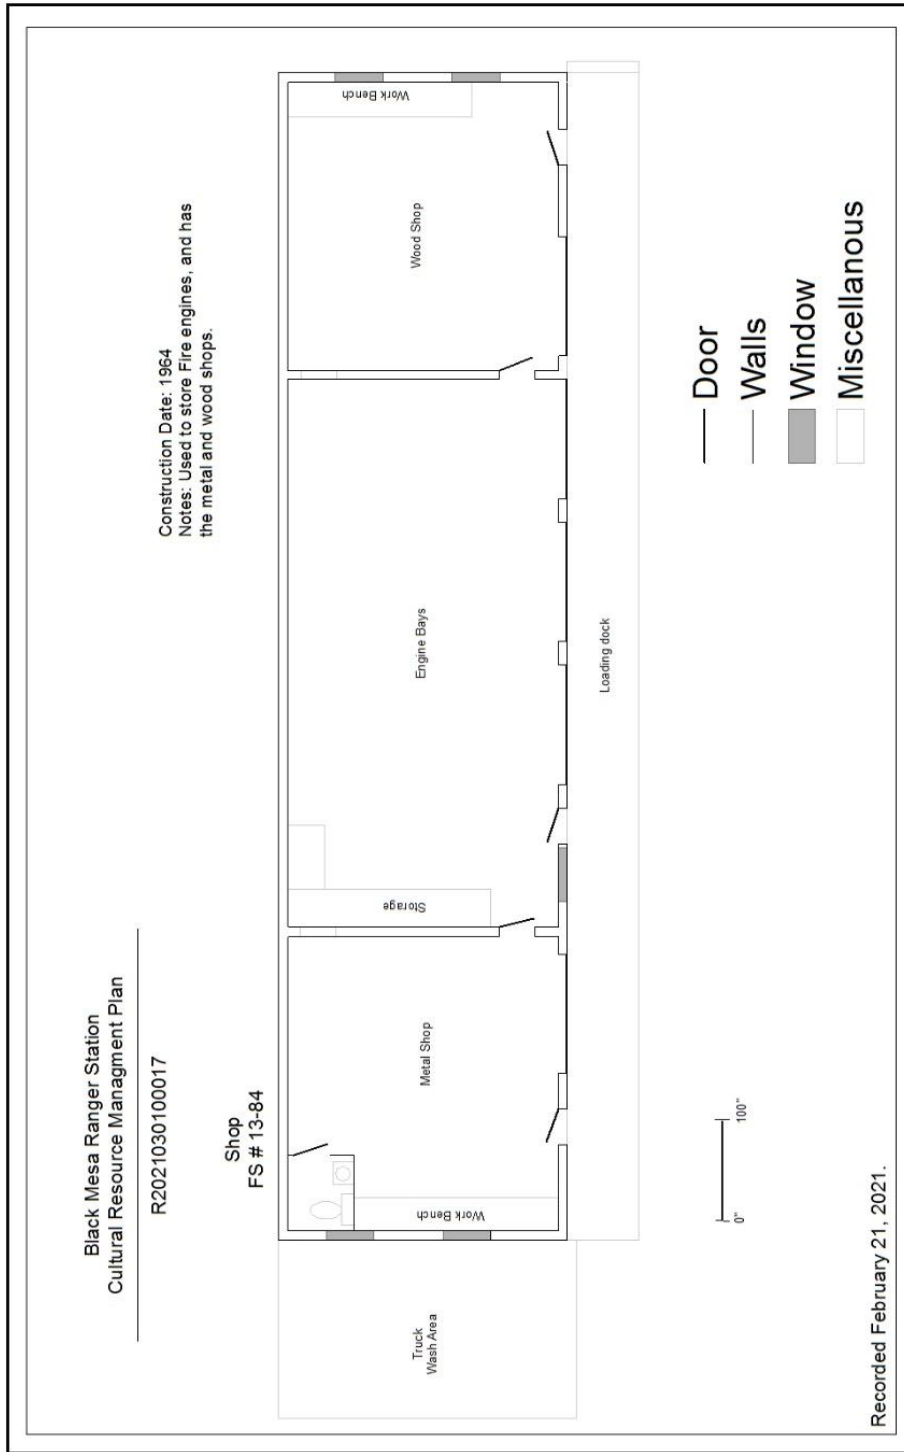 Black Mesa Ranger Station
Cultural Resource Managment Plan
R2021030100017
Construction Date: 1964
Notes: Used to store Fire engines, and has
the metal and wood shops.
Shop
FS # 13-84
Truck
Wash Area
Work Bench
Metal Shop
Storage
Engine Bays
Wood Shop
Work Bench
Loading dock
0"
100"
Door
Walls
Window
Miscellanous
Recorded February 21, 2021.